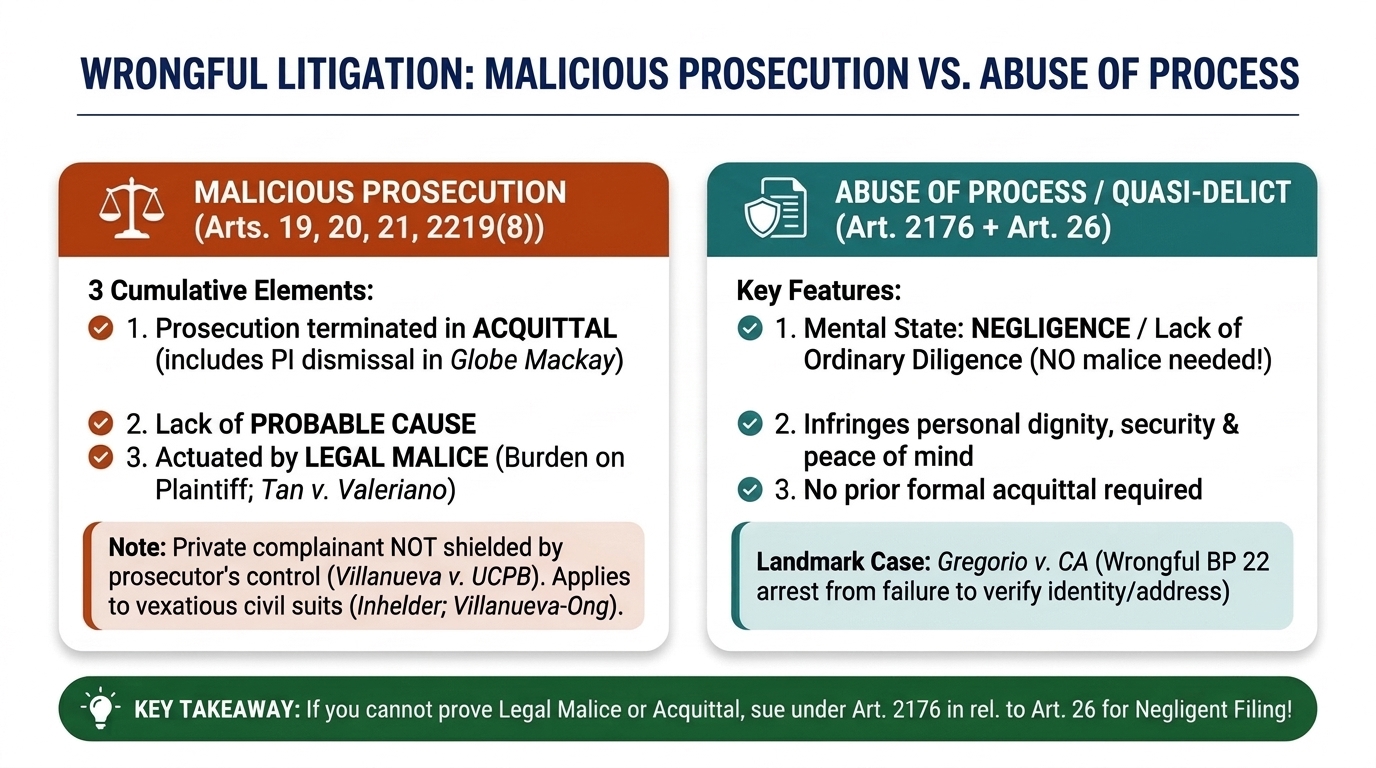 WRONGFUL LITIGATION: MALICIOUS PROSECUTION VS. ABUSE OF PROCESS
MALICIOUS PROSECUTION
(Arts. 19, 20, 21, 2219(8))
3 Cumulative Elements:
1. Prosecution terminated in ACQUITTAL
(includes PI dismissal in Globe Mackay)
2. Lack of PROBABLE CAUSE
3. Actuated by LEGAL MALICE (Burden on
Plaintiff; Tan v. Valeriano)
Note: Private complainant NOT shielded by
prosecutor's control (Villanueva v. UCPB). Applies
to vexatious civil suits (Inhelder; Villanueva-Ong).
ABUSE OF PROCESS / QUASI-DELICT
(Art. 2176 + Art. 26)
Key Features:
1. Mental State: NEGLIGENCE / Lack of
Ordinary Diligence (NO malice needed!)
2. Infringes personal dignity, security &
peace of mind
3. No prior formal acquittal required
Landmark Case: Gregorio v. CA (Wrongful BP 22
arrest from failure to verify identity/address)
KEY TAKEAWAY: If you cannot prove Legal Malice or Acquittal, sue under Art. 2176 in rel. to Art. 26 for Negligent Filing!